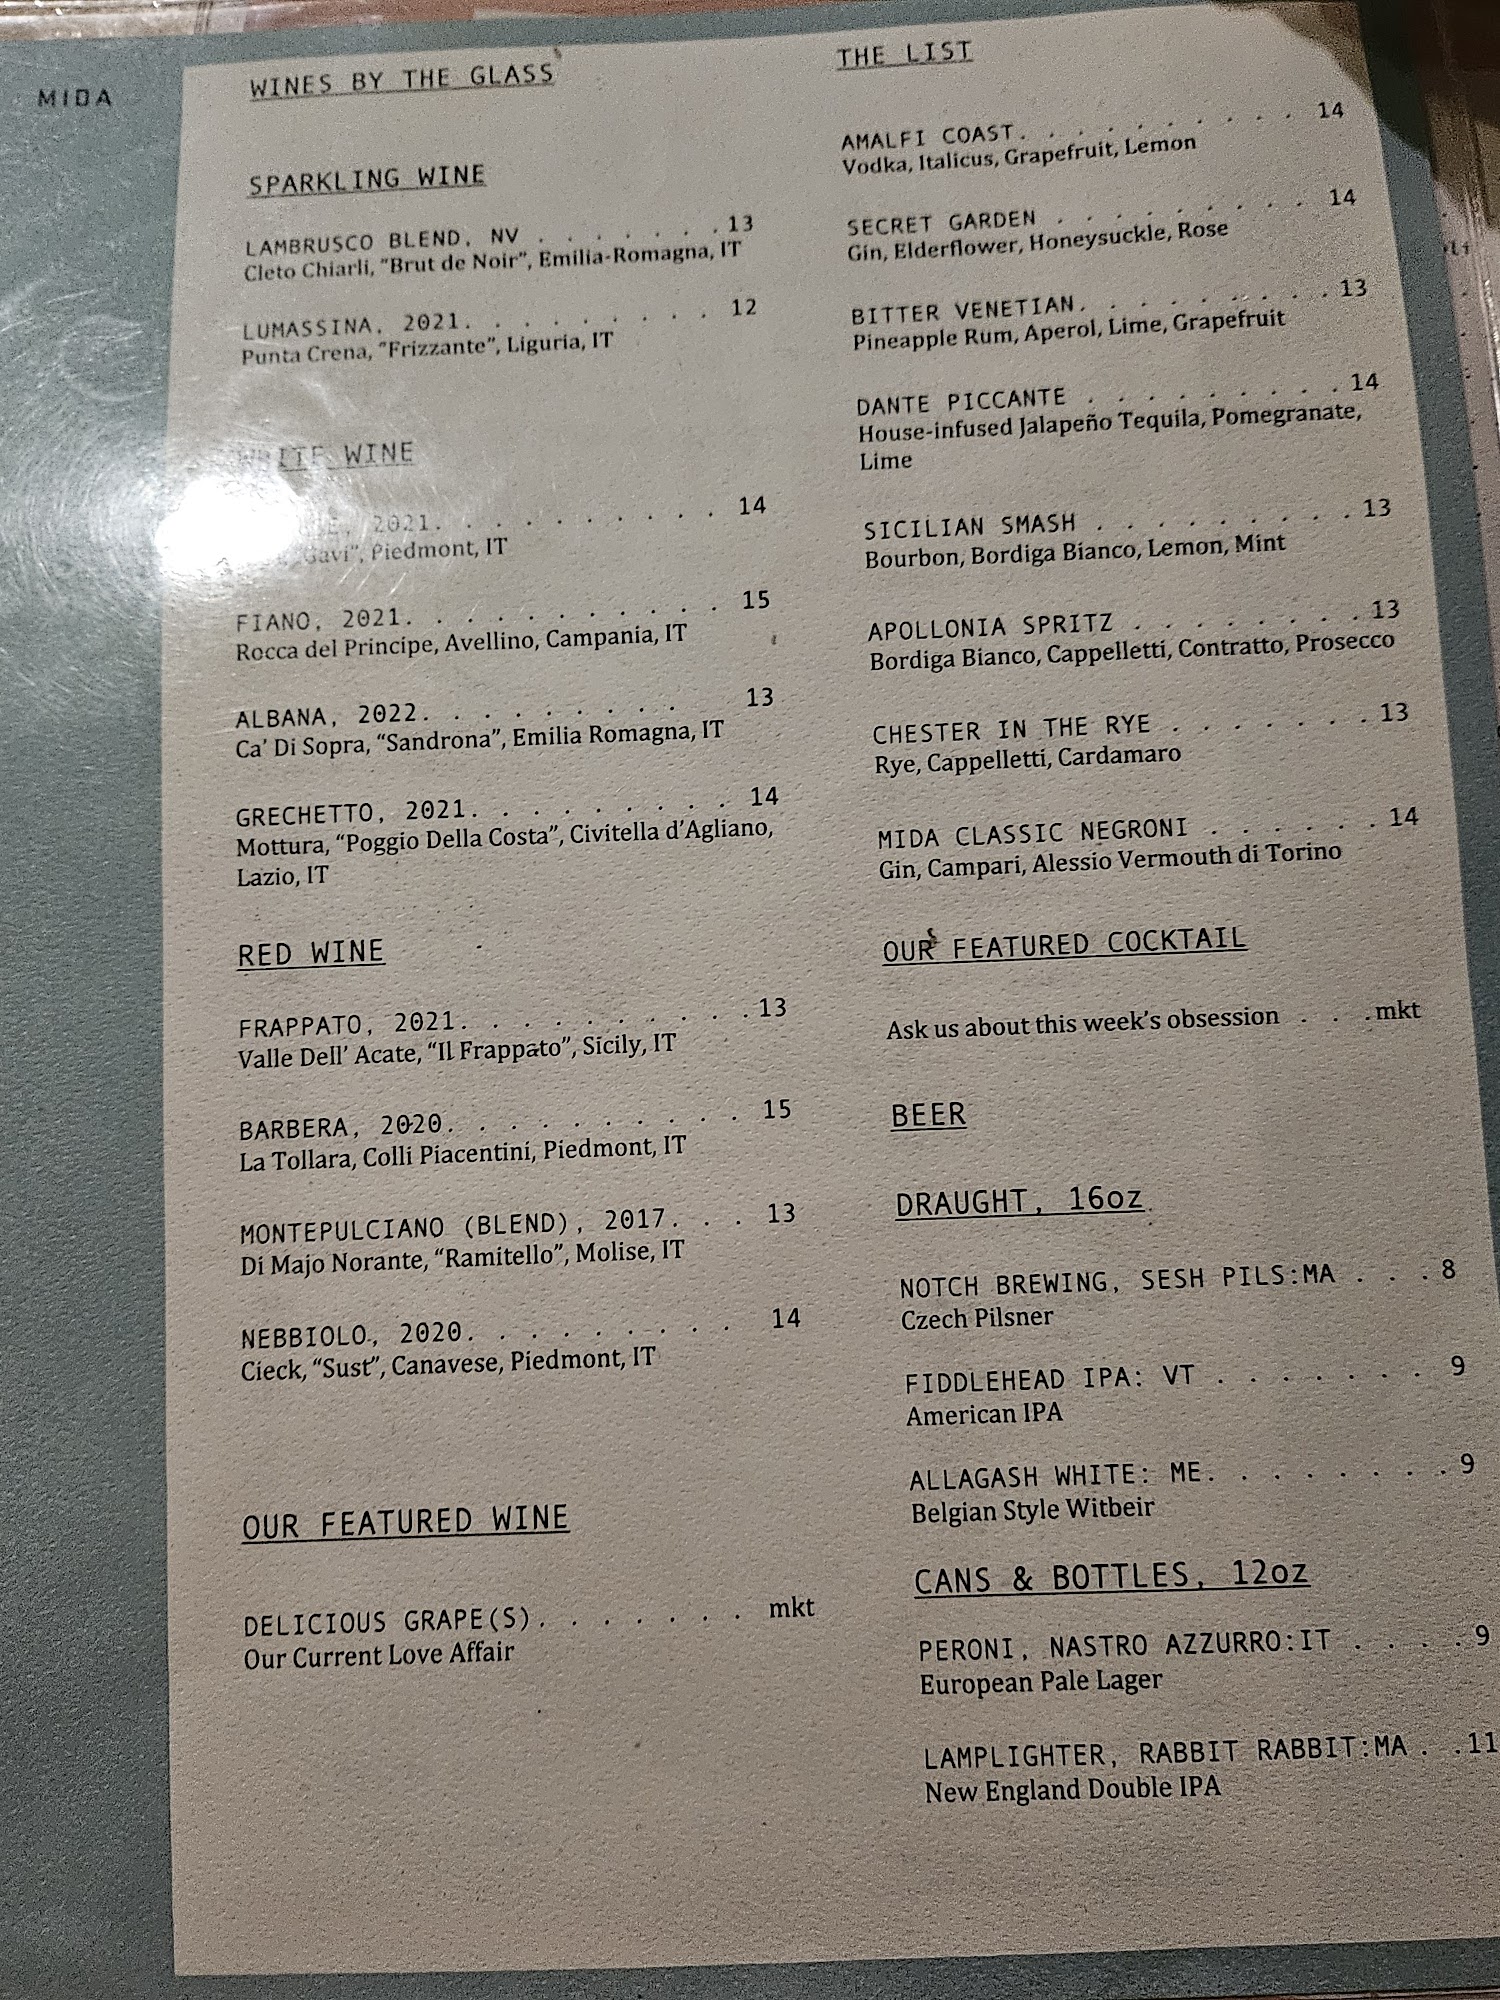 MIDA
WINES BY THE GLASS
SPARKLING WINE
LAMBRUSCO BLEND, NV . . . . . . . 13
Cleto Chiarli, "Brut de Noir", Emilia-Romagna, IT
LUMASSINA, 2021. . . . . . . . . 12
Punta Crena, "Frizzante", Liguria, IT
WHITE WINE
2021. . . . . . . . . . . 14
Gavi", Piedmont, IT
FIANO, 2021. . . . . . . . . . . 15
Rocca del Principe, Avellino, Campania, IT
ALBANA, 2022. . . . . . . . . 13
Ca' Di Sopra, "Sandrona", Emilia Romagna, IT
GRECHETTO, 2021. . . . . . . . 14
Mottura, "Poggio Della Costa", Civitella d'Agliano,
Lazio, IT
RED WINE
FRAPPATO, 2021. . . . . . . . . . 13
Valle Dell' Acate, "Il Frappato", Sicily, IT
BARBERA, 2020. . . . . . . . . . 15
La Tollara, Colli Piacentini, Piedmont, IT
MONTEPULCIANO (BLEND), 2017. . . 13
Di Majo Norante, "Ramitello", Molise, IT
NEBBIOLO, 2020. . . . . . . . . 14
Cieck, "Sust", Canavese, Piedmont, IT
OUR FEATURED WINE
DELICIOUS GRAPE(S). . . . . . . mkt
Our Current Love Affair
THE LIST
AMALFI COAST. . . . . . . . . . 14
Vodka, Italicus, Grapefruit, Lemon
SECRET GARDEN . . . . . . . . . 14
Gin, Elderflower, Honeysuckle, Rose
BITTER VENETIAN. . . . . . . . . 13
Pineapple Rum, Aperol, Lime, Grapefruit
DANTE PICCANTE . . . . . . . . . 14
House-infused Jalapeño Tequila, Pomegranate,
Lime
SICILIAN SMASH . . . . . . . . . 13
Bourbon, Bordiga Bianco, Lemon, Mint
APOLLONIA SPRITZ . . . . . . . . 13
Bordiga Bianco, Cappelletti, Contratto, Prosecco
CHESTER IN THE RYE . . . . . . . 13
Rye, Cappelletti, Cardamaro
MIDA CLASSIC NEGRONI . . . . . . 14
Gin, Campari, Alessio Vermouth di Torino
OUR FEATURED COCKTAIL
Ask us about this week's obsession . . . mkt
BEER
DRAUGHT, 16oz
NOTCH BREWING, SESH PILS:MA . . . 8
Czech Pilsner
FIDDLEHEAD IPA: VT . . . . . . . 9
American IPA
ALLAGASH WHITE: ME. . . . . . . . 9
Belgian Style Witbeir
CANS & BOTTLES, 12oz
PERONI, NASTRO AZZURRO:IT . . . . 9
European Pale Lager
LAMPLIGHTER, RABBIT RABBIT:MA . . 11
New England Double IPA